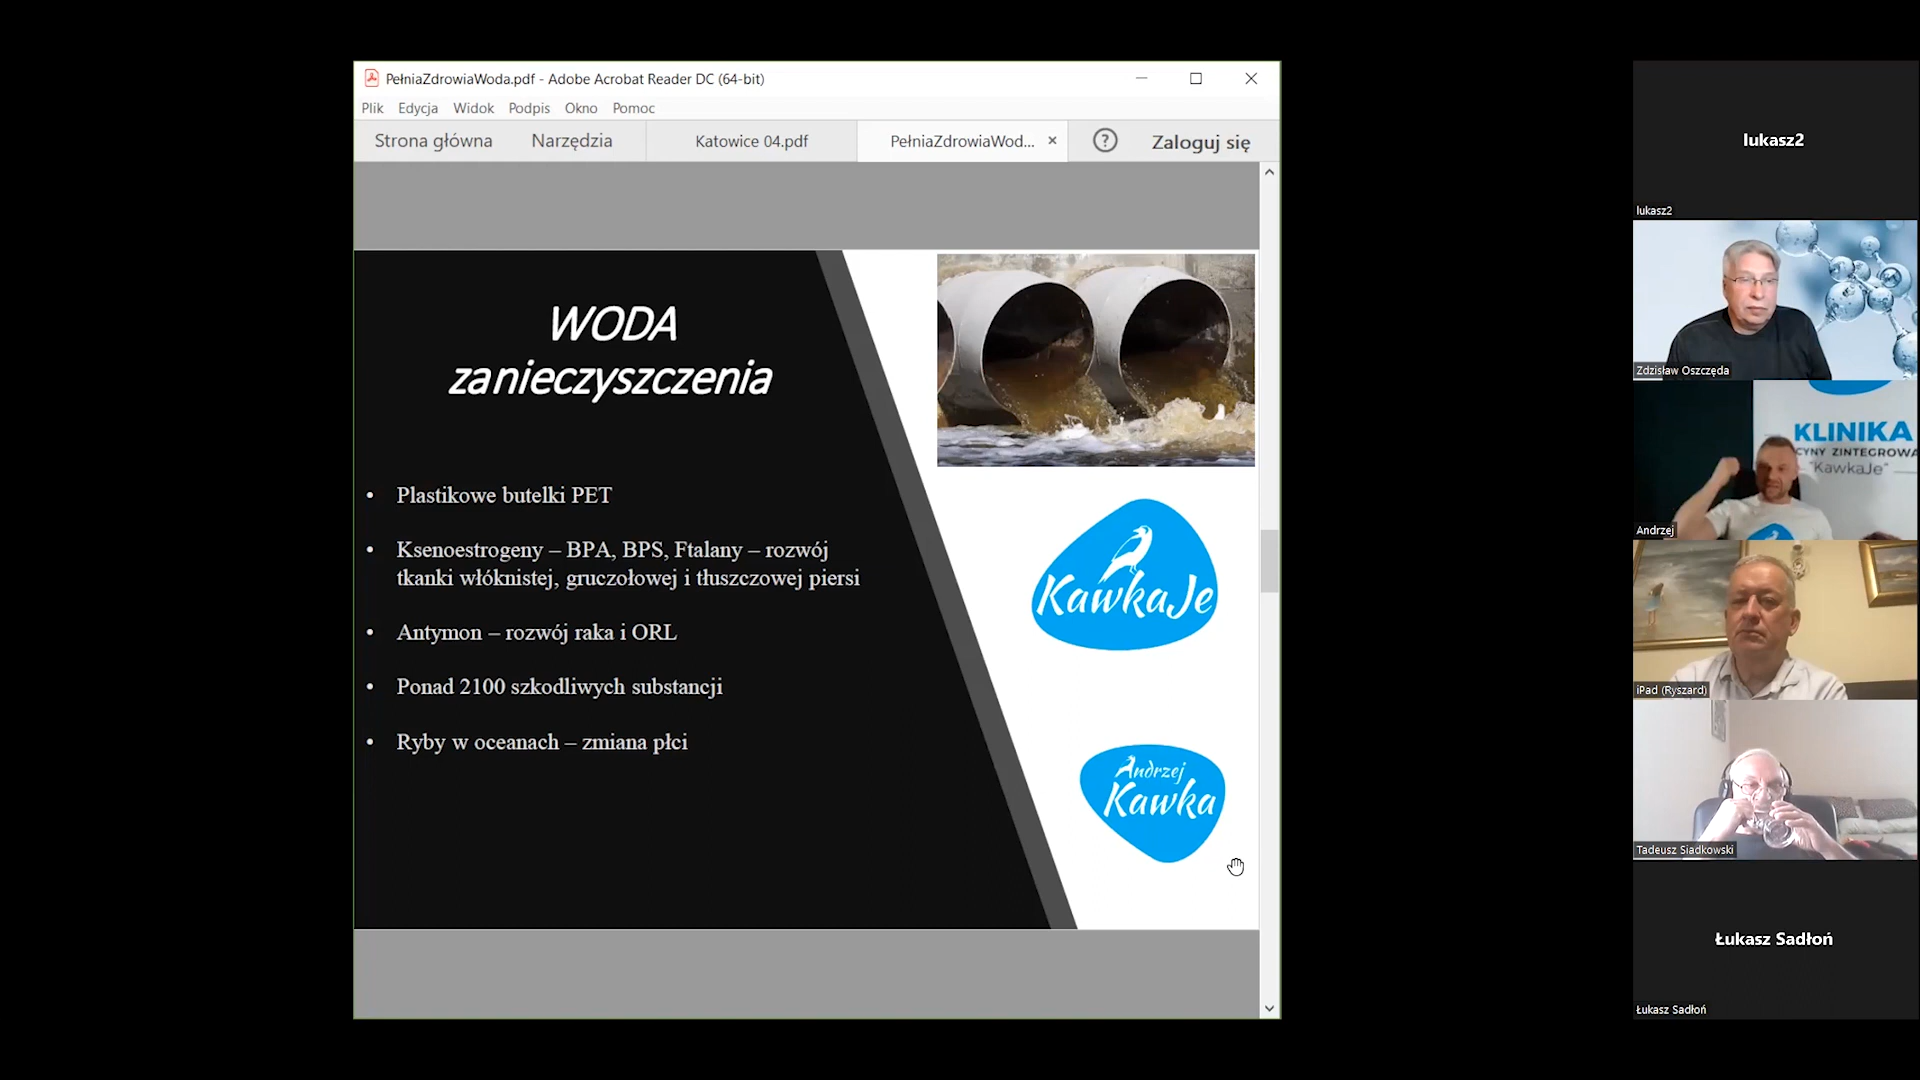 PełniaZdrowiaWoda.pdf - Adobe Acrobat Reader DC (64-bit)
Plik Edycja Widok Podpis Okno Pomoc
Strona główna Narzędzia Katowice 04.pdf PełniaZdrowiaWod... × ? Zaloguj się
WODA
zanieczyszczenia
• Plastikowe butelki PET
• Ksenoestrogeny – BPA, BPS, Ftalany – rozwój
tkanki włóknistej, gruczołowej i tłuszczowej piersi
• Antymon – rozwój raka i ORL
• Ponad 2100 szkodliwych substancji
• Ryby w oceanach – zmiana płci
KawkaJe
Andrzej
Kawka
lukasz2
lukasz2
Zdzisław Oszczęda
KLINIKA
CYNY ZINTEGROWA
"KawkaJe"
Andrzej
iPad (Ryszard)
Tadeusz Siadkowski
Łukasz Sadłoń
Łukasz Sadłoń